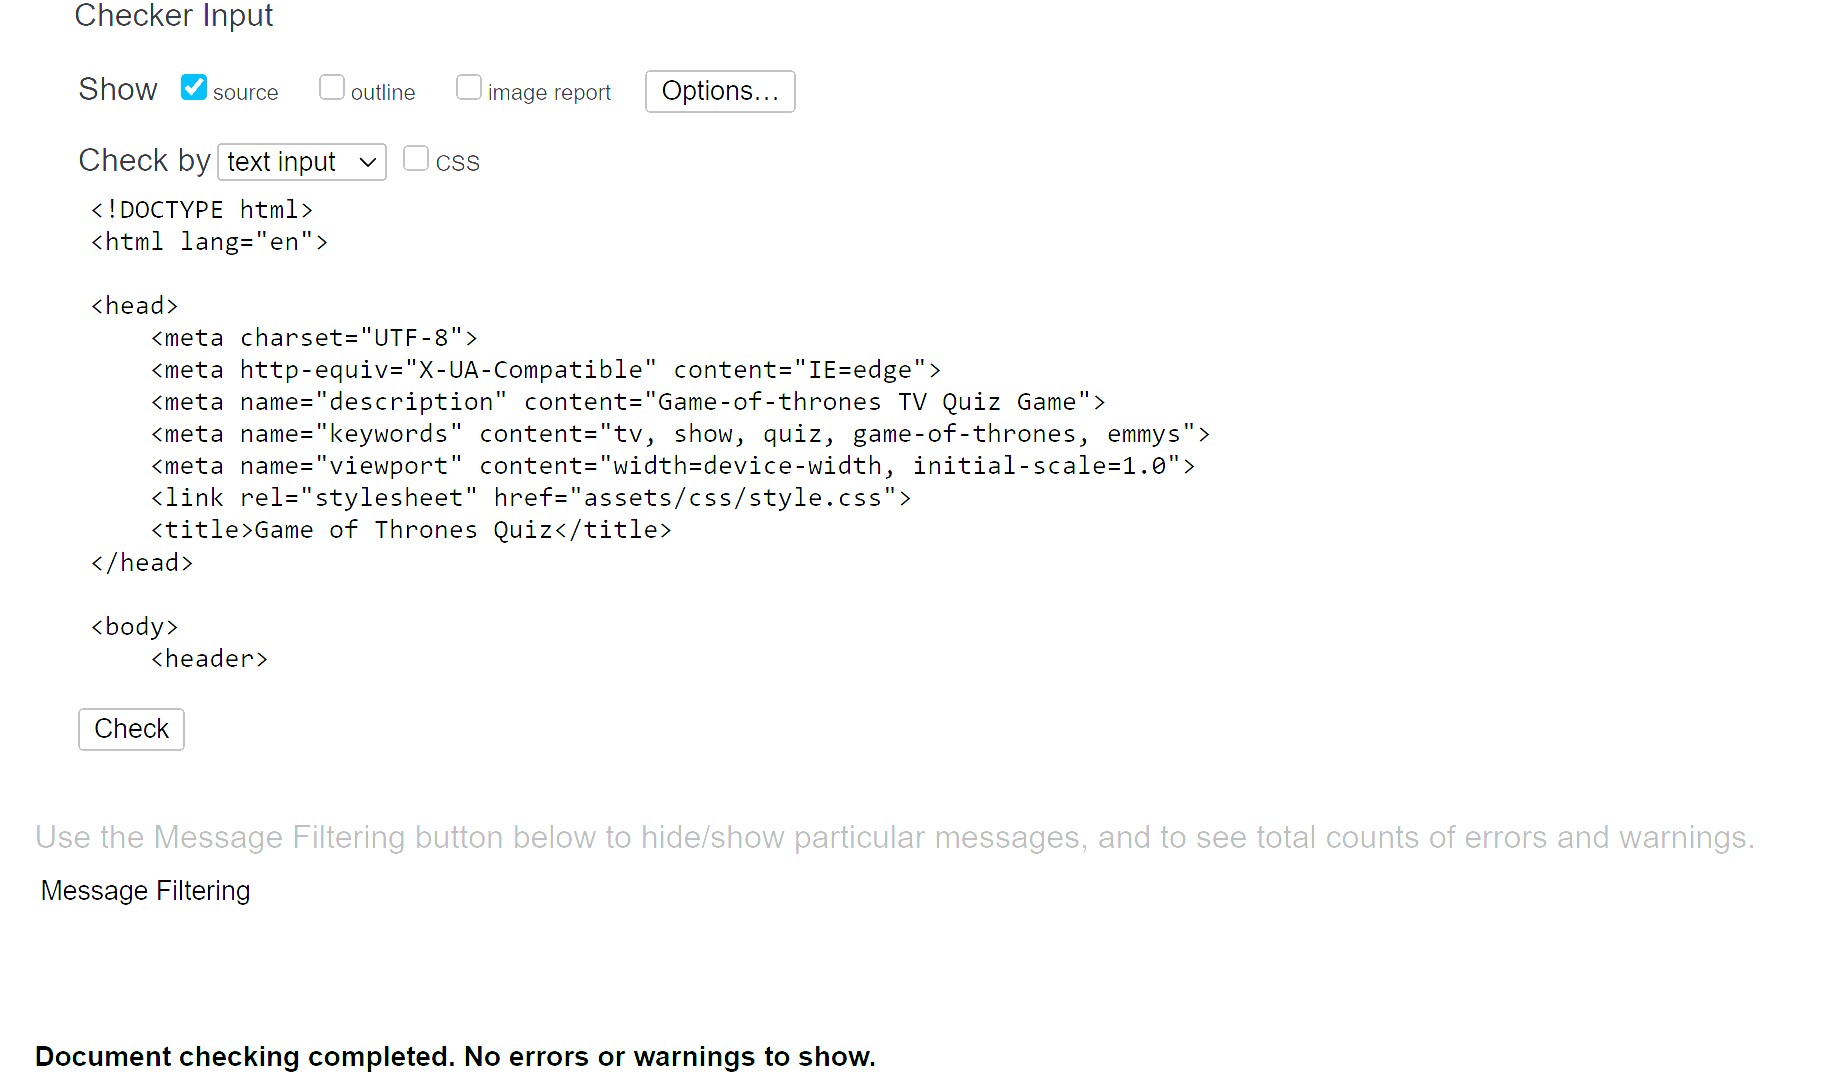 Checker Input
Show source outline image report Options...
Check by text input CSS
<!DOCTYPE html>
<html lang="en">
<head>
<meta charset="UTF-8">
<meta http-equiv="X-UA-Compatible" content="IE=edge">
<meta name="description" content="Game-of-thrones TV Quiz Game">
<meta name="keywords" content="tv, show, quiz, game-of-thrones, emmys">
<meta name="viewport" content="width=device-width, initial-scale=1.0">
<link rel="stylesheet" href="assets/css/style.css">
<title>Game of Thrones Quiz</title>
</head>
<body>
<header>
Check
Use the Message Filtering button below to hide/show particular messages, and to see total counts of errors and warnings.
Message Filtering
Document checking completed. No errors or warnings to show.